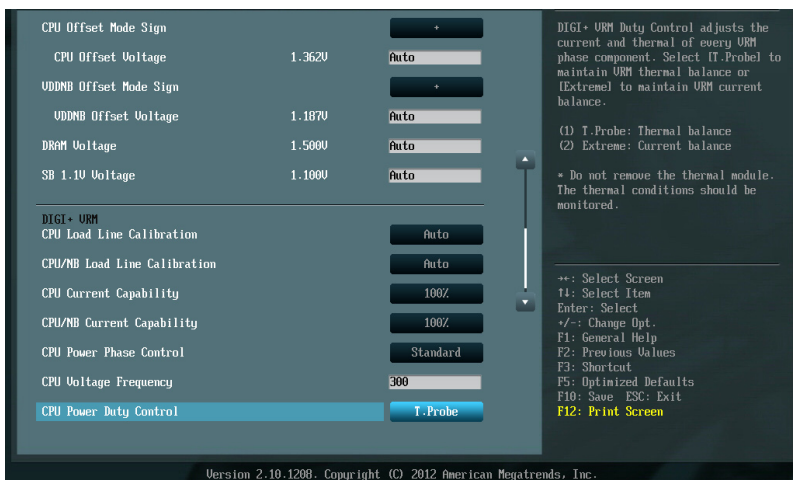 CPU Offset Mode Sign +
CPU Offset Voltage 1.362V Auto
VDDNB Offset Mode Sign +
VDDNB Offset Voltage 1.187V Auto
DRAM Voltage 1.500V Auto
SB 1.1V Voltage 1.100V Auto
DIGI+ VRM
CPU Load Line Calibration Auto
CPU/NB Load Line Calibration Auto
CPU Current Capability 100%
CPU/NB Current Capability 100%
CPU Power Phase Control Standard
CPU Voltage Frequency 300
CPU Power Duty Control T.Probe
DIGI+ VRM Duty Control adjusts the
current and thermal of every VRM
phase component. Select [T.Probe] to
maintain VRM thermal balance or
[Extreme] to maintain VRM current
balance.
(1) T.Probe: Thermal balance
(2) Extreme: Current balance
* Do not remove the thermal module.
The thermal conditions should be
monitored.
→←: Select Screen
↑↓: Select Item
Enter: Select
+/-: Change Opt.
F1: General Help
F2: Previous Values
F3: Shortcut
F5: Optimized Defaults
F10: Save ESC: Exit
F12: Print Screen
Version 2.10.1208. Copyright (C) 2012 American Megatrends, Inc.